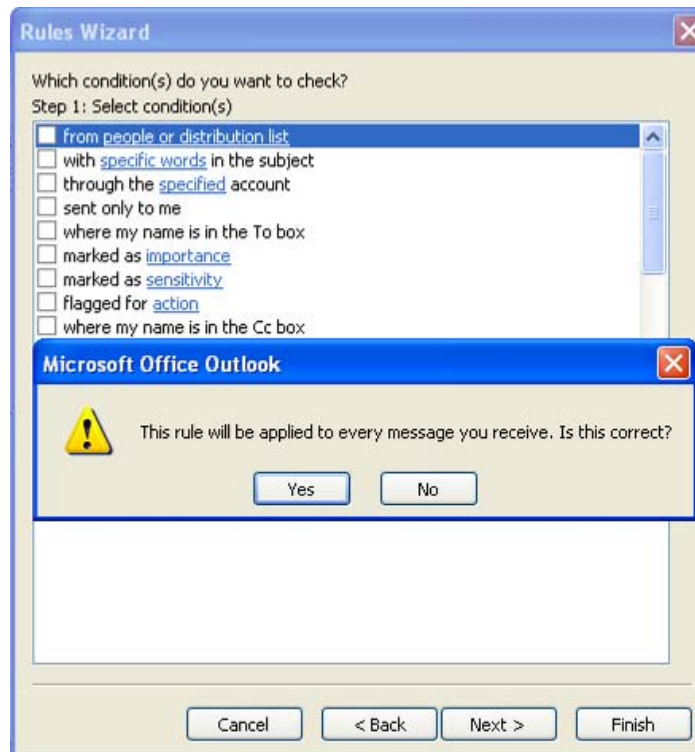 Rules Wizard
Which condition(s) do you want to check?
Step 1: Select condition(s)
from people or distribution list
with specific words in the subject
through the specified account
sent only to me
where my name is in the To box
marked as importance
marked as sensitivity
flagged for action
where my name is in the Cc box
Microsoft Office Outlook
This rule will be applied to every message you receive. Is this correct?
Yes No
Cancel < Back Next > Finish